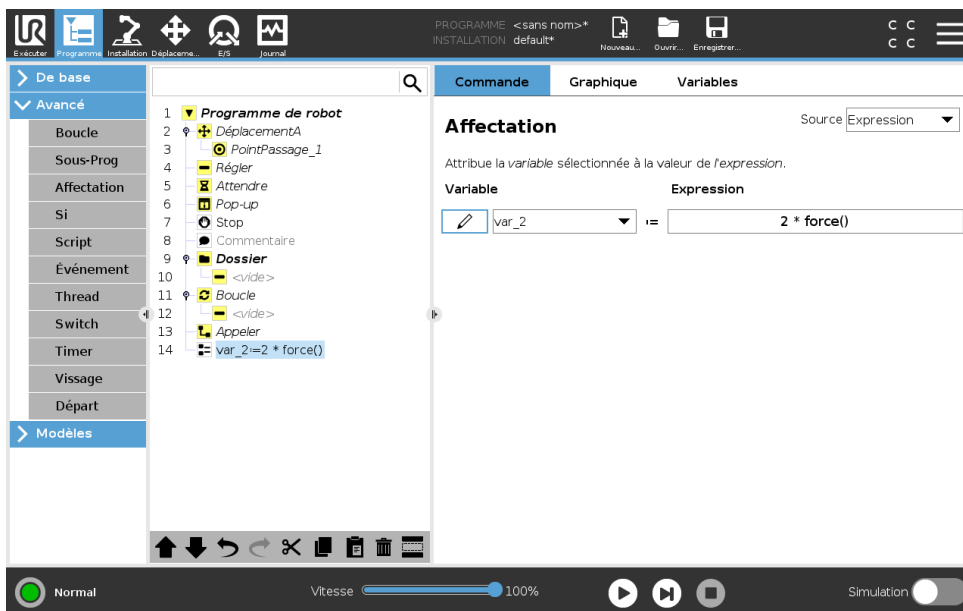 UR
PROGRAMME <sans nom>*
INSTALLATION default*
Exécuter Programme Installation Déplaceme... E/S Journal Nouveau... Ouvrir... Enregistrer...
C C
C C
De base
Avancé
Boucle
Sous-Prog
Affectation
Si
Script
Événement
Thread
Switch
Timer
Vissage
Départ
Modèles
1 Programme de robot
2 DéplacementA
3 PointPassage_1
4 Régler
5 Attendre
6 Pop-up
7 Stop
8 Commentaire
9 Dossier
10 <vide>
11 Boucle
12 <vide>
13 Appeler
14 var_2:=2 * force()
Commande Graphique Variables
Affectation
Source Expression
Attribue la variable sélectionnée à la valeur de l'expression.
Variable Expression
var_2 := 2 * force()
Normal
Vitesse 100%
Simulation